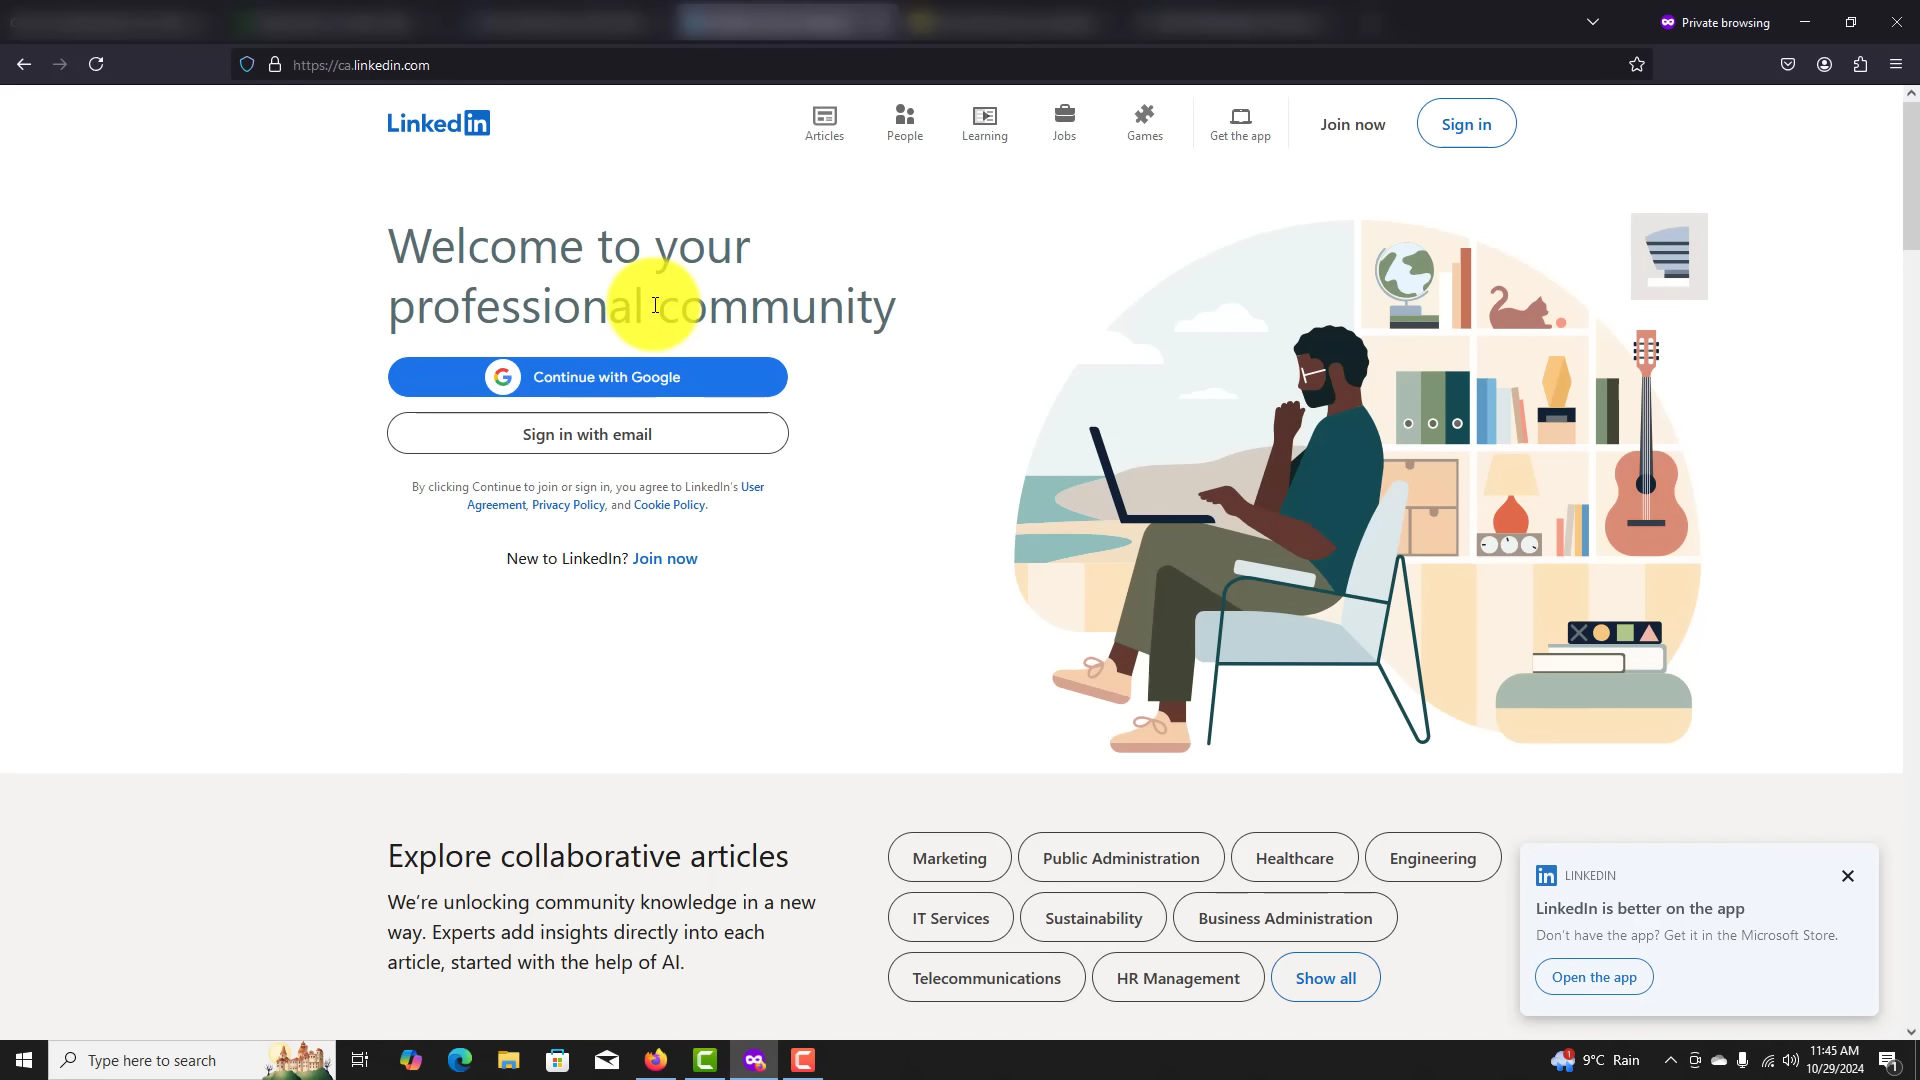 Private browsing
https://ca.linkedin.com
Linked in
Articles
People
Learning
Jobs
Games
Get the app
Join now
Sign in
Welcome to your
professional community
Continue with Google
Sign in with email
By clicking Continue to join or sign in, you agree to LinkedIn's User
Agreement, Privacy Policy, and Cookie Policy.
New to LinkedIn? Join now
Explore collaborative articles
We're unlocking community knowledge in a new
way. Experts add insights directly into each
article, started with the help of AI.
Marketing
Public Administration
Healthcare
Engineering
IT Services
Sustainability
Business Administration
Telecommunications
HR Management
Show all
in LINKEDIN
LinkedIn is better on the app
Don't have the app? Get it in the Microsoft Store.
Open the app
Type here to search
1
9°C Rain
11:45 AM
10/29/2024
1